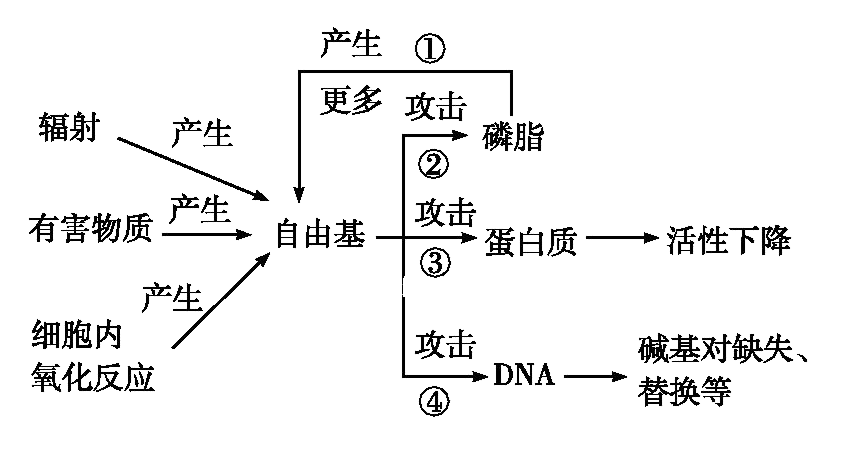 产生 ①
更多
攻击
②
磷脂
辐射
产生
有害物质
产生
自由基
攻击
③
蛋白质
活性下降
产生
细胞内
氧化反应
攻击
④
DNA
碱基对缺失、
替换等